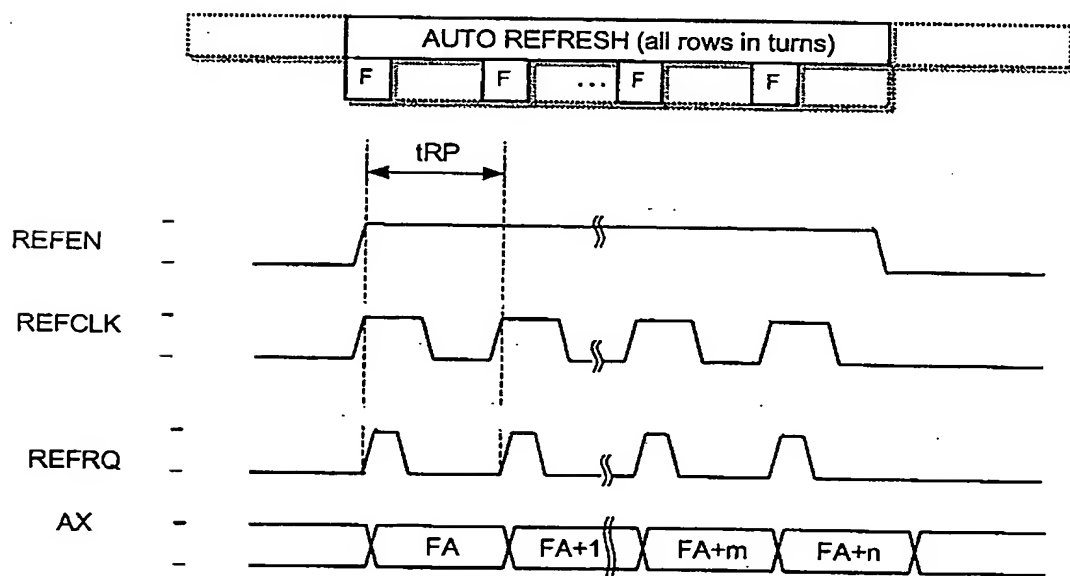 AUTO REFRESH (all rows in turns)
F F ... F F
tRP
REFEN
REFCLK
REFRQ
AX FA FA+1 FA+m FA+n